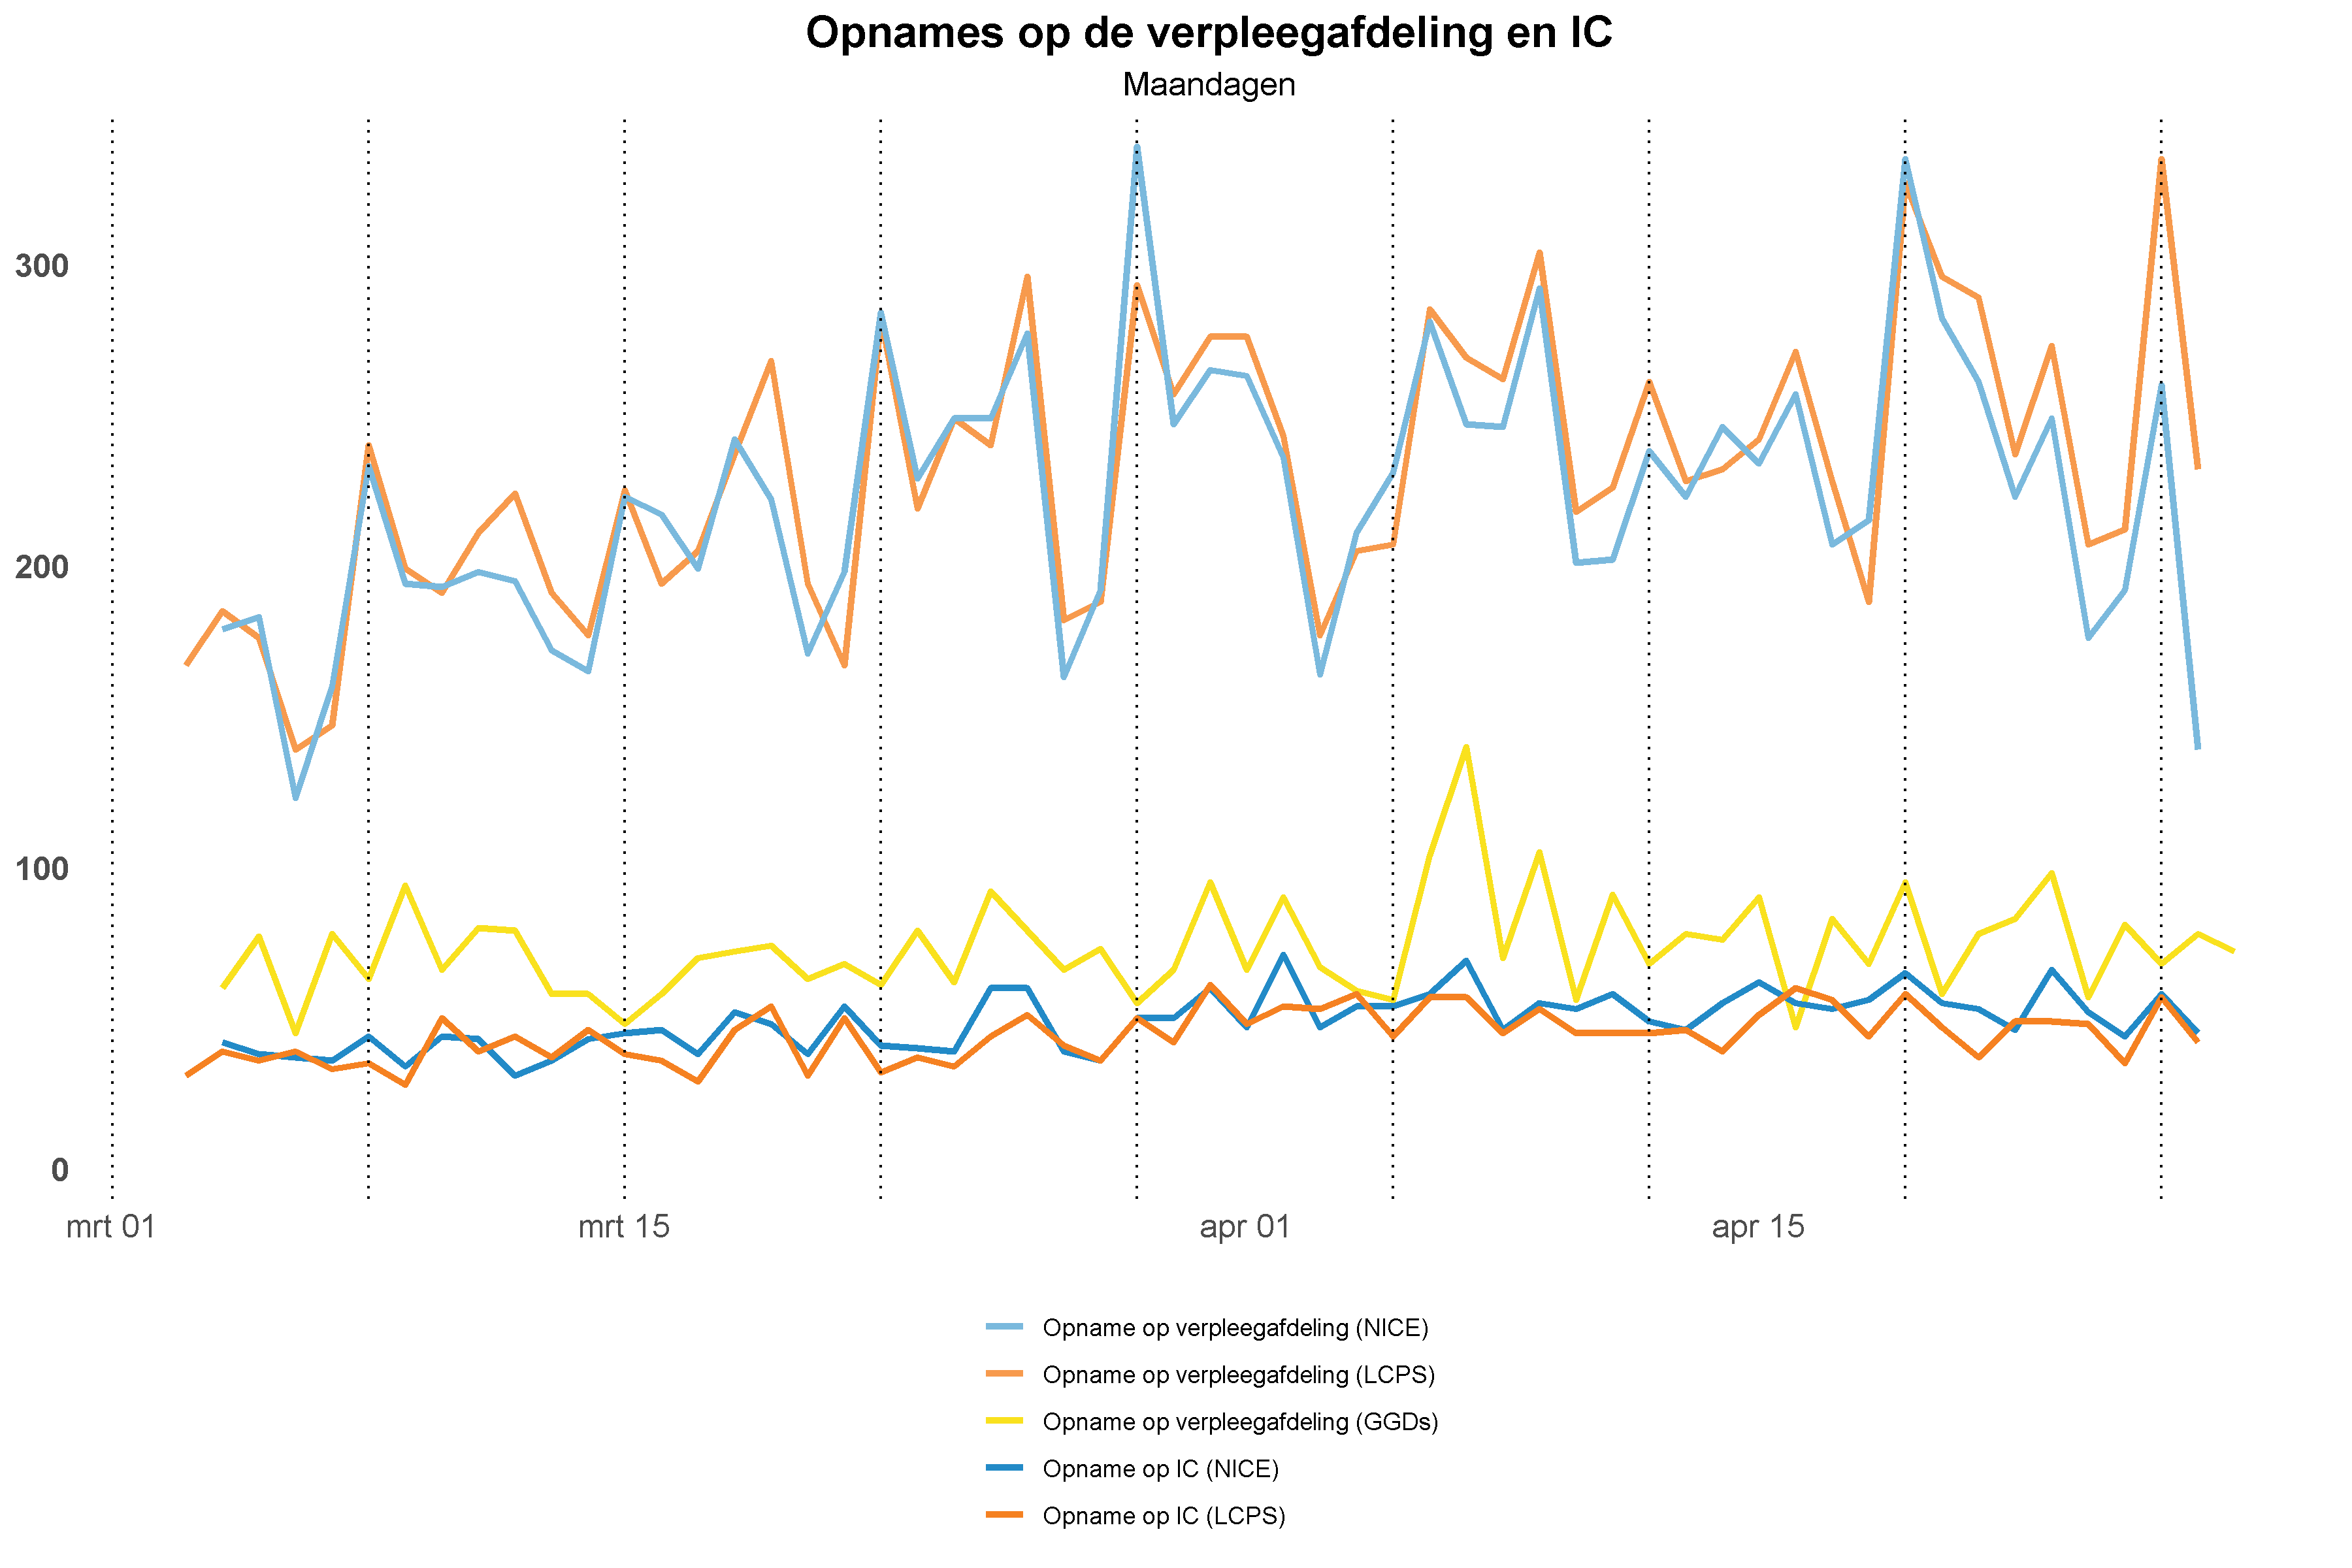 Opnames op de verpleegafdeling en IC
Maandagen
300
200
100
0
mrt 01
mrt 15
apr 01
apr 15
Opname op verpleegafdeling (NICE)
Opname op verpleegafdeling (LCPS)
Opname op verpleegafdeling (GGDs)
Opname op IC (NICE)
Opname op IC (LCPS)